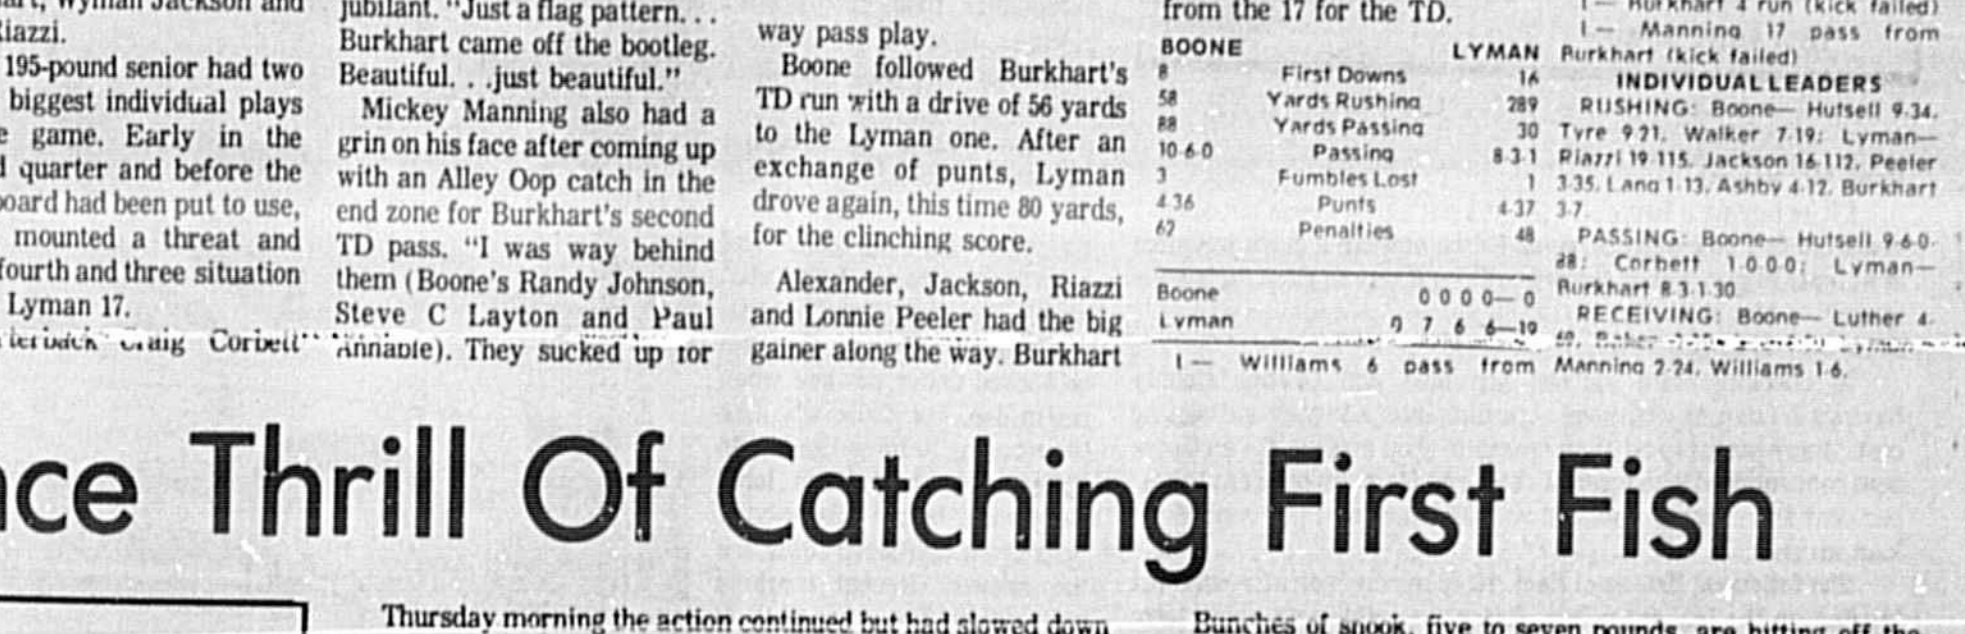 Wyman Jackson and
Riazzi.
195-pound senior had two
biggest individual plays
game. Early in the
quarter and before the
board had been put to use,
mounted a threat and
fourth and three situation
Lyman 17.
Craig Corbett
jubilant. "Just a flag pattern. . .
Burkhart came off the bootleg.
Beautiful. . .just beautiful."
Mickey Manning also had a
grin on his face after coming up
with an Alley Oop catch in the
end zone for Burkhart's second
TD pass. "I was way behind
them (Boone's Randy Johnson,
Steve C Layton and Paul
Annable). They sucked up for
way pass play.
Boone followed Burkhart's
TD run with a drive of 56 yards
to the Lyman one. After an
exchange of punts, Lyman
drove again, this time 80 yards,
for the clinching score.
Alexander, Jackson, Riazzi
and Lonnie Peeler had the big
gainer along the way. Burkhart
from the 17 for the TD.
BOONE LYMAN
8 First Downs 16
58 Yards Rushing 289
88 Yards Passing 30
10-6-0 Passing 8-3-1
3 Fumbles Lost 1
4-36 Punts 4-37
62 Penalties 48
Boone 0 0 0 0—0
Lyman 0 7 6 6—19
l — Willliams 6 pass from
l — Burkhart 4 run (kick failed)
l — Manning 17 pass from
Burkhart (kick failed)
INDIVIDUAL LEADERS
RUSHING: Boone— Hutsell 9-34,
Tyre 9-21, Walker 7-19; Lyman—
Riazzi 19-115, Jackson 16-112, Peeler
3-35, Lang 1-13, Ashby 4-12, Burkhart
3-7.
PASSING: Boone— Hutsell 9-6-0-
88; Corbett 1-0-0-0; Lyman—
Burkhart 8-3-1-30
RECEIVING: Boone— Luther 4-
Manning 2-24, Williams 1-6.
nce Thrill Of Catching First Fish
Thursday morning the action continued but had slowed down
Bunches of snook, five to seven pounds, are hitting off the